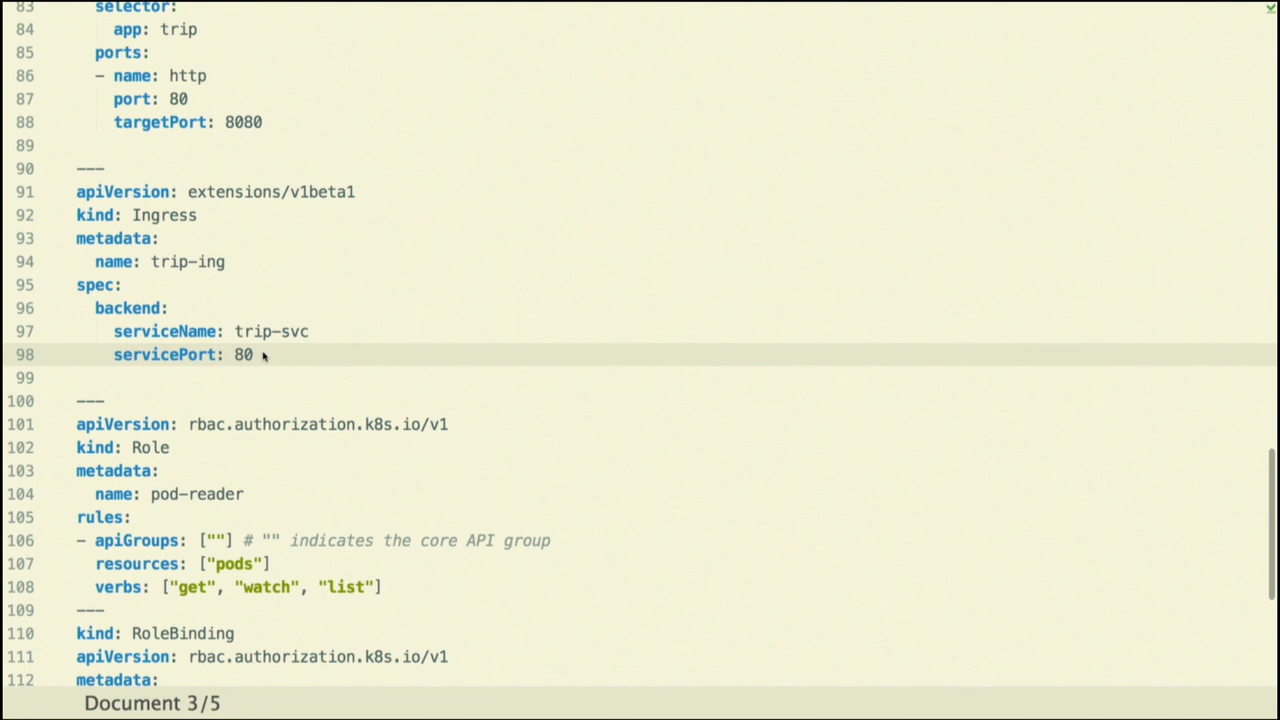 83 selector:
84 app: trip
85 ports:
86 - name: http
87 port: 80
88 targetPort: 8080
89
90 ---
91 apiVersion: extensions/v1beta1
92 kind: Ingress
93 metadata:
94 name: trip-ing
95 spec:
96 backend:
97 serviceName: trip-svc
98 servicePort: 80
99
100 ---
101 apiVersion: rbac.authorization.k8s.io/v1
102 kind: Role
103 metadata:
104 name: pod-reader
105 rules:
106 - apiGroups: [""] # "" indicates the core API group
107 resources: ["pods"]
108 verbs: ["get", "watch", "list"]
109 ---
110 kind: RoleBinding
111 apiVersion: rbac.authorization.k8s.io/v1
112 metadata:
Document 3/5